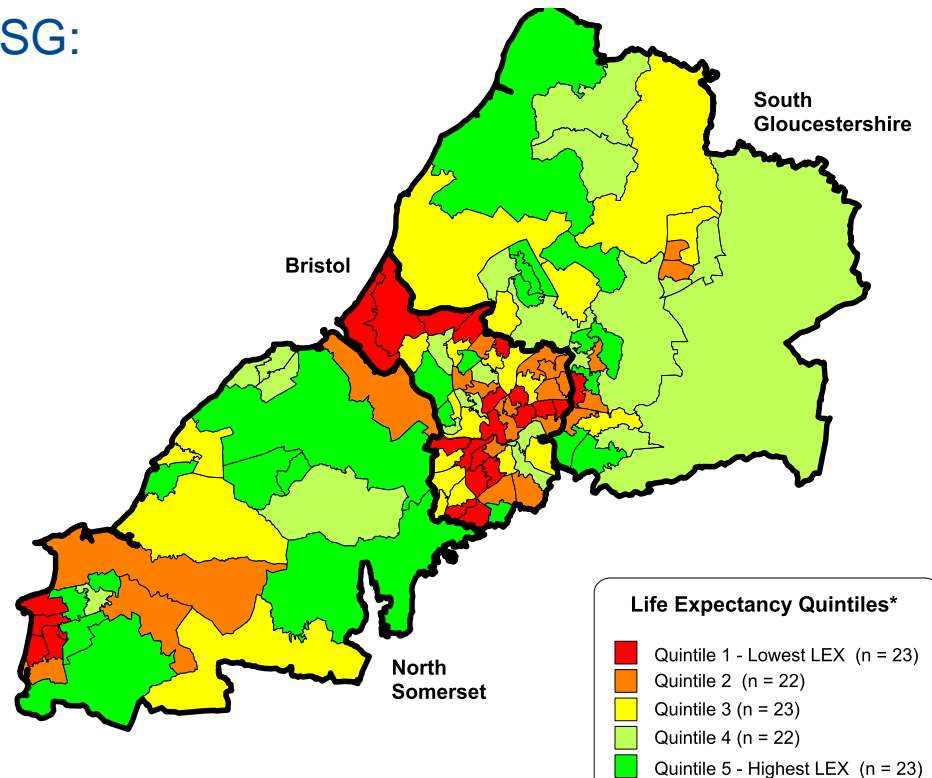 SG:
South
Gloucestershire
Bristol
North
Somerset
Life Expectancy Quintiles*
Quintile 1 - Lowest LEX (n = 23)
Quintile 2 (n = 22)
Quintile 3 (n = 23)
Quintile 4 (n = 22)
Quintile 5 - Highest LEX (n = 23)